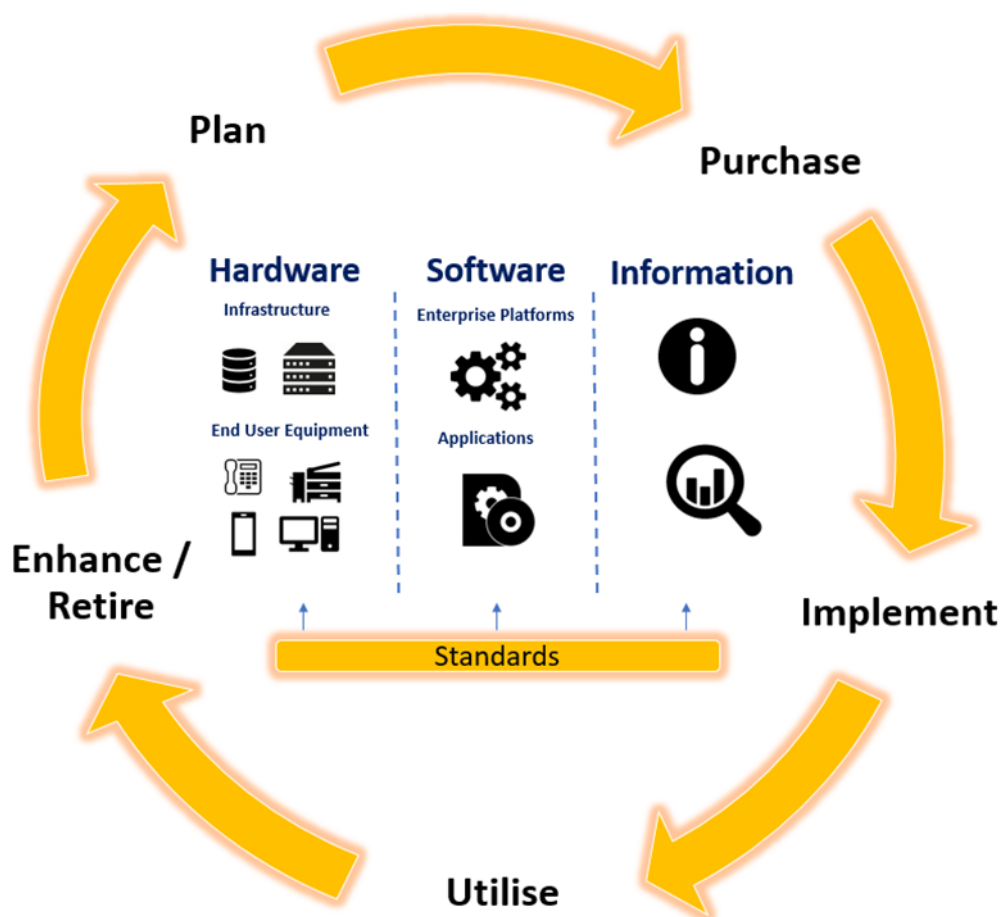 Plan
Purchase
Hardware
Software
Information
Infrastructure
Enterprise Platforms
End User Equipment
Applications
Enhance /
Retire
Implement
Standards
Utilise